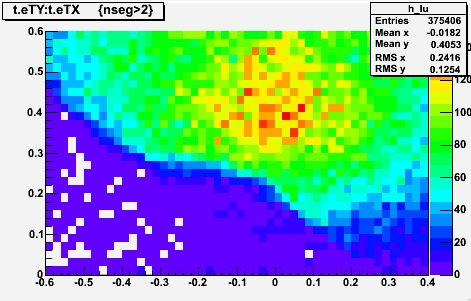 t.eTY:t.eTX {nseg>2}
h_lu
Entries 375406
Mean x -0.0182
Mean y 0.4053
RMS x 0.2416
RMS y 0.1254
0.6
0.5
0.4
0.3
0.2
0.1
0
-0.6 -0.5 -0.4 -0.3 -0.2 -0.1 0 0.1 0.2 0.3 0.4
120
100
80
60
40
20
0